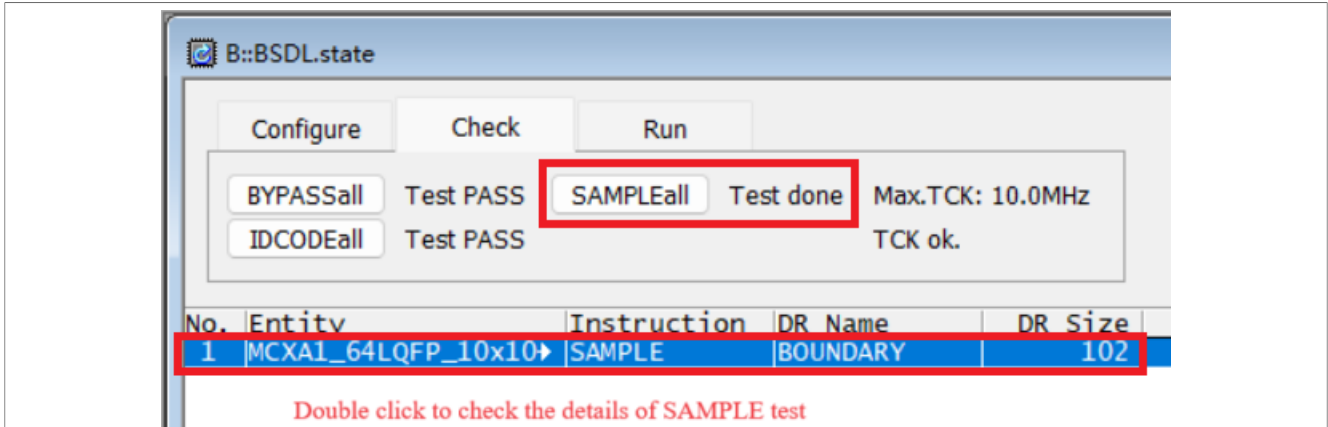 B::BSDL.state
Configure Check Run
BYPASSall Test PASS SAMPLEall Test done Max.TCK: 10.0MHz
IDCODEall Test PASS TCK ok.
No. Entity Instruction DR Name DR Size
1 MCXA1_64LQFP_10x10 SAMPLE BOUNDARY 102
Double click to check the details of SAMPLE test